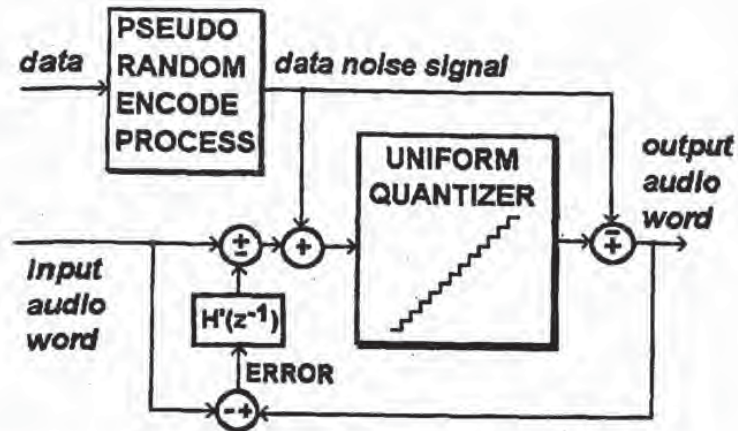 PSEUDO
RANDOM
ENCODE
PROCESS
data
data noise signal
UNIFORM
QUANTIZER
output
audio
word
input
audio
word
±
+
-
+
H'(z⁻¹)
ERROR
-+